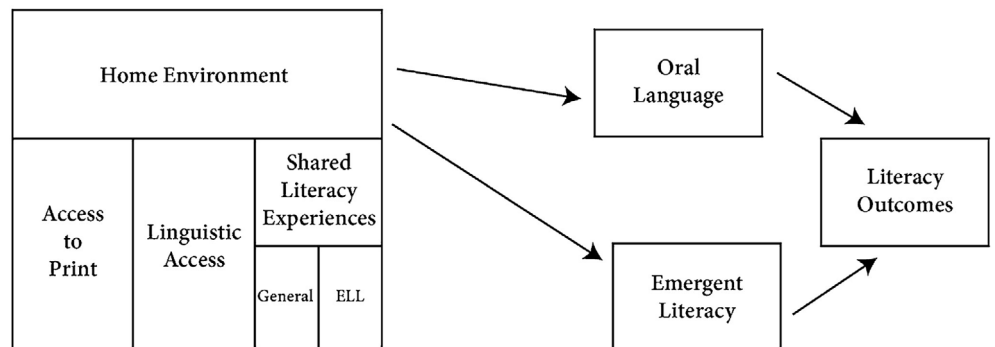 Home Environment
Access
to
Print
Linguistic
Access
Shared
Literacy
Experiences
General
ELL
Oral
Language
Emergent
Literacy
Literacy
Outcomes